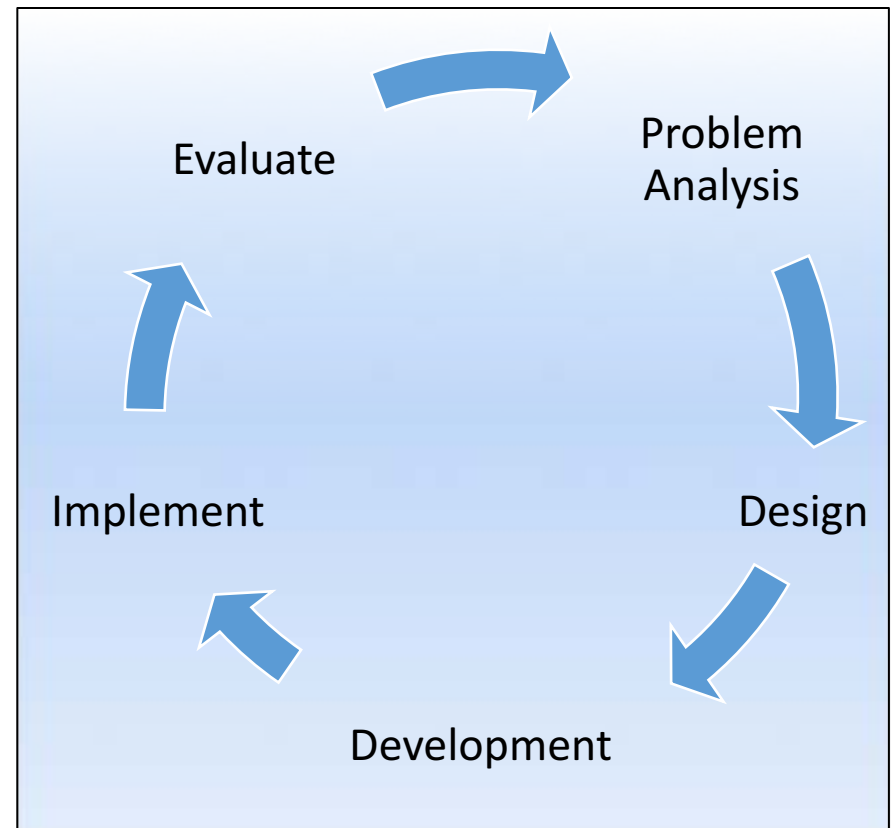 Evaluate
Problem
Analysis
Implement
Design
Development